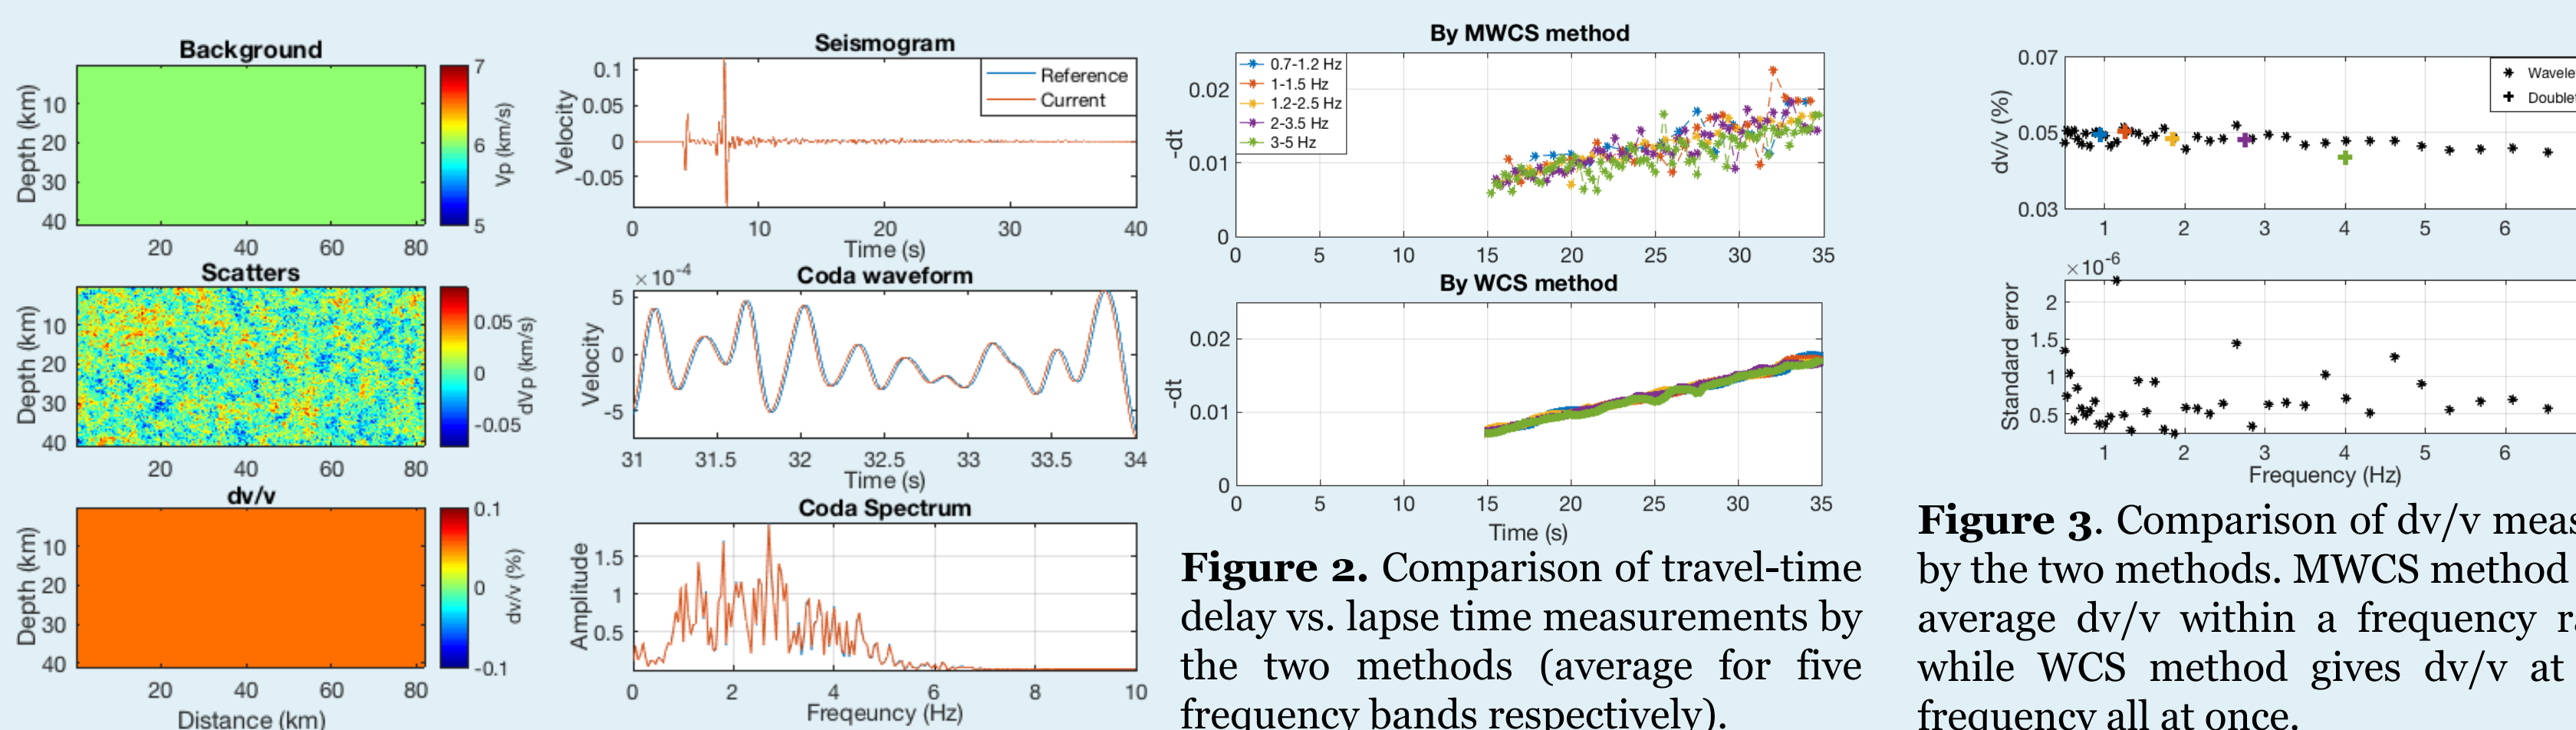 Background
Depth (km)
10
20
30
40
20
40
60
80
7
6
5
Vp (km/s)
Scatters
Depth (km)
10
20
30
40
20
40
60
80
0.05
0
-0.05
dVp (km/s)
dv/v
Depth (km)
10
20
30
40
20
40
60
80
Distance (km)
0.1
0
-0.1
dv/v (%)
Seismogram
Velocity
0.1
0.05
0
-0.05
Reference
Current
0
10
20
30
40
Time (s)
Coda waveform
×10-4
Velocity
5
0
-5
31
31.5
32
32.5
33
33.5
34
Time (s)
Coda Spectrum
Amplitude
1.5
1
0.5
0
2
4
6
8
10
Freqeuncy (Hz)
By MWCS method
0.7-1.2 Hz
1-1.5 Hz
1.2-2.5 Hz
2-3.5 Hz
3-5 Hz
-dt
0.02
0.01
0
0
5
10
15
20
25
30
35
By WCS method
-dt
0.02
0.01
0
0
5
10
15
20
25
30
35
Time (s)
Figure 2. Comparison of travel-time
delay vs. lapse time measurements by
the two methods (average for five
frequency bands respectively).
dv/v (%)
0.07
0.05
0.03
Wavele
Double
1
2
3
4
5
6
×10-6
Standard error
2
1.5
1
0.5
1
2
3
4
5
6
Frequency (Hz)
Figure 3. Comparison of dv/v meas
by the two methods. MWCS method
average dv/v within a frequency ra
while WCS method gives dv/v at
frequency all at once.